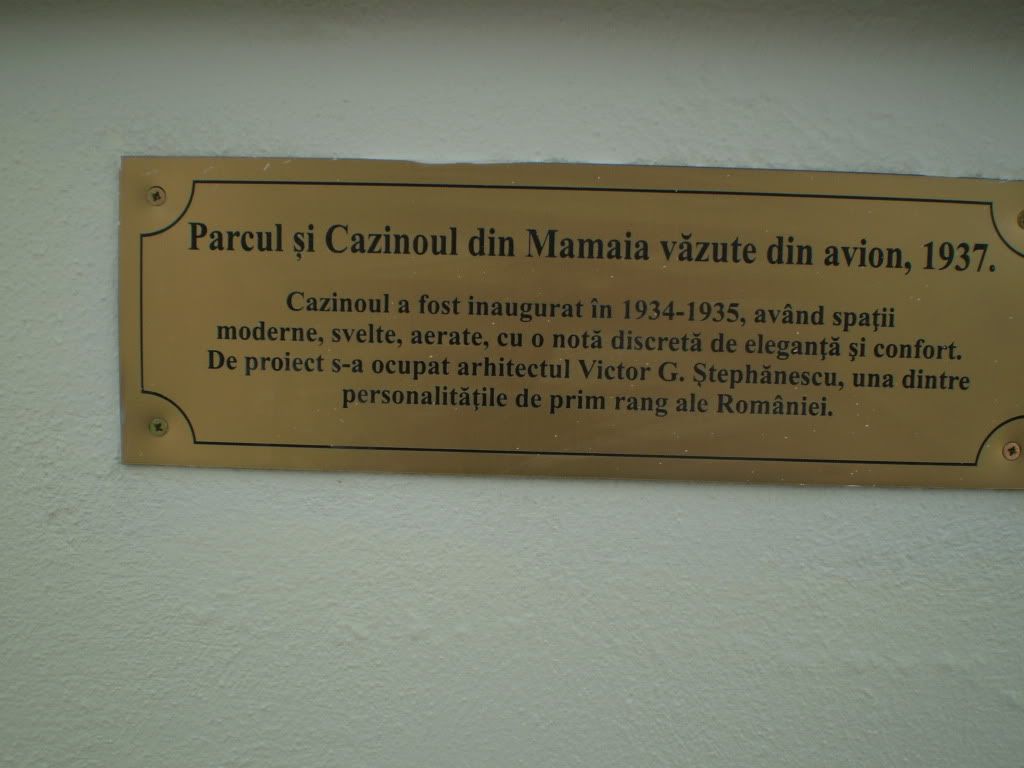 Parcul și Cazinoul din Mamaia văzute din avion, 1937.
Cazinoul a fost inaugurat în 1934-1935, având spaţii
moderne, svelte, aerate, cu o notă discretă de eleganţă şi confort.
De proiect s-a ocupat arhitectul Victor G. Ştephănescu, una dintre
personalităţile de prim rang ale României.